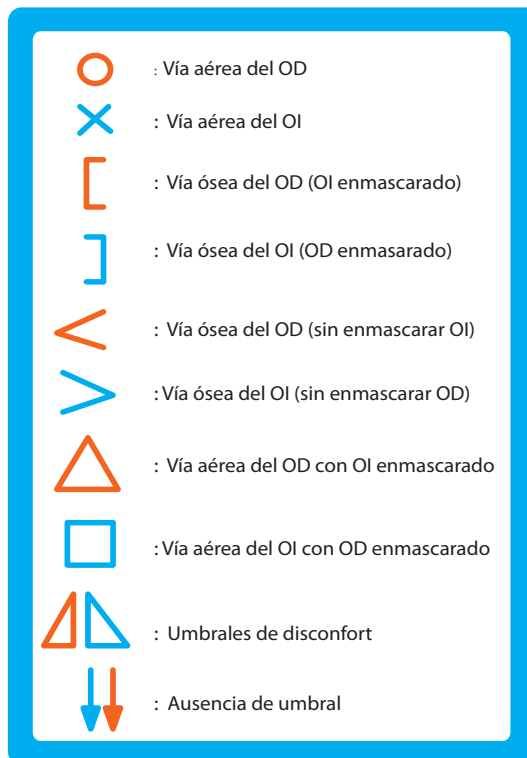 : Vía aérea del OD
: Vía aérea del OI
: Vía ósea del OD (OI enmascarado)
: Vía ósea del OI (OD enmasarado)
: Vía ósea del OD (sin enmascarar OI)
: Vía ósea del OI (sin enmascarar OD)
: Vía aérea del OD con OI enmascarado
: Vía aérea del OI con OD enmascarado
: Umbrales de disconfort
: Ausencia de umbral